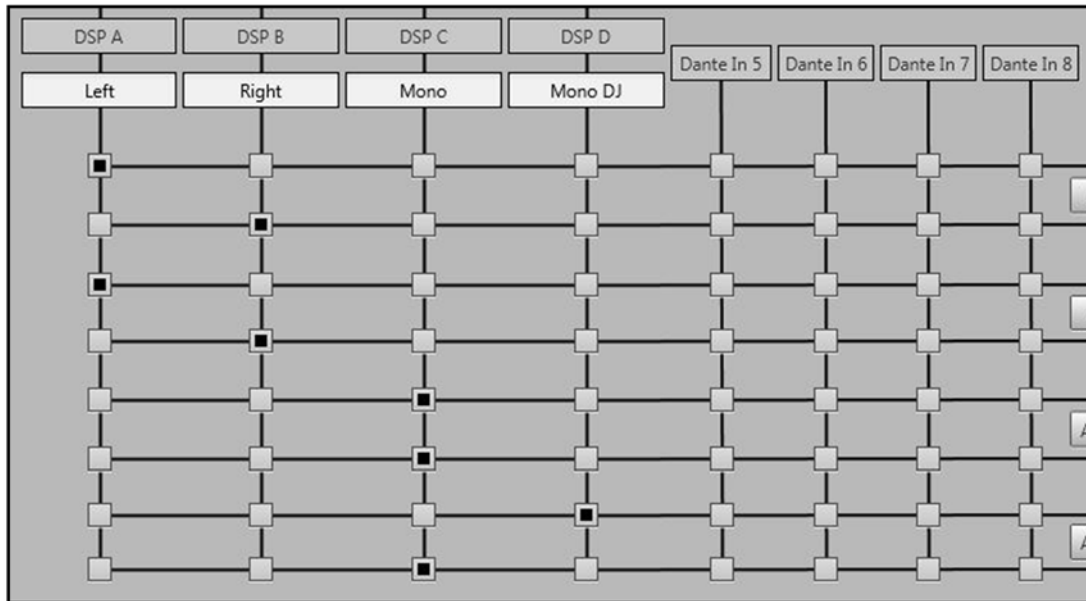 DSP A DSP B DSP C DSP D
Dante In 5 Dante In 6 Dante In 7 Dante In 8
Left Right Mono Mono DJ